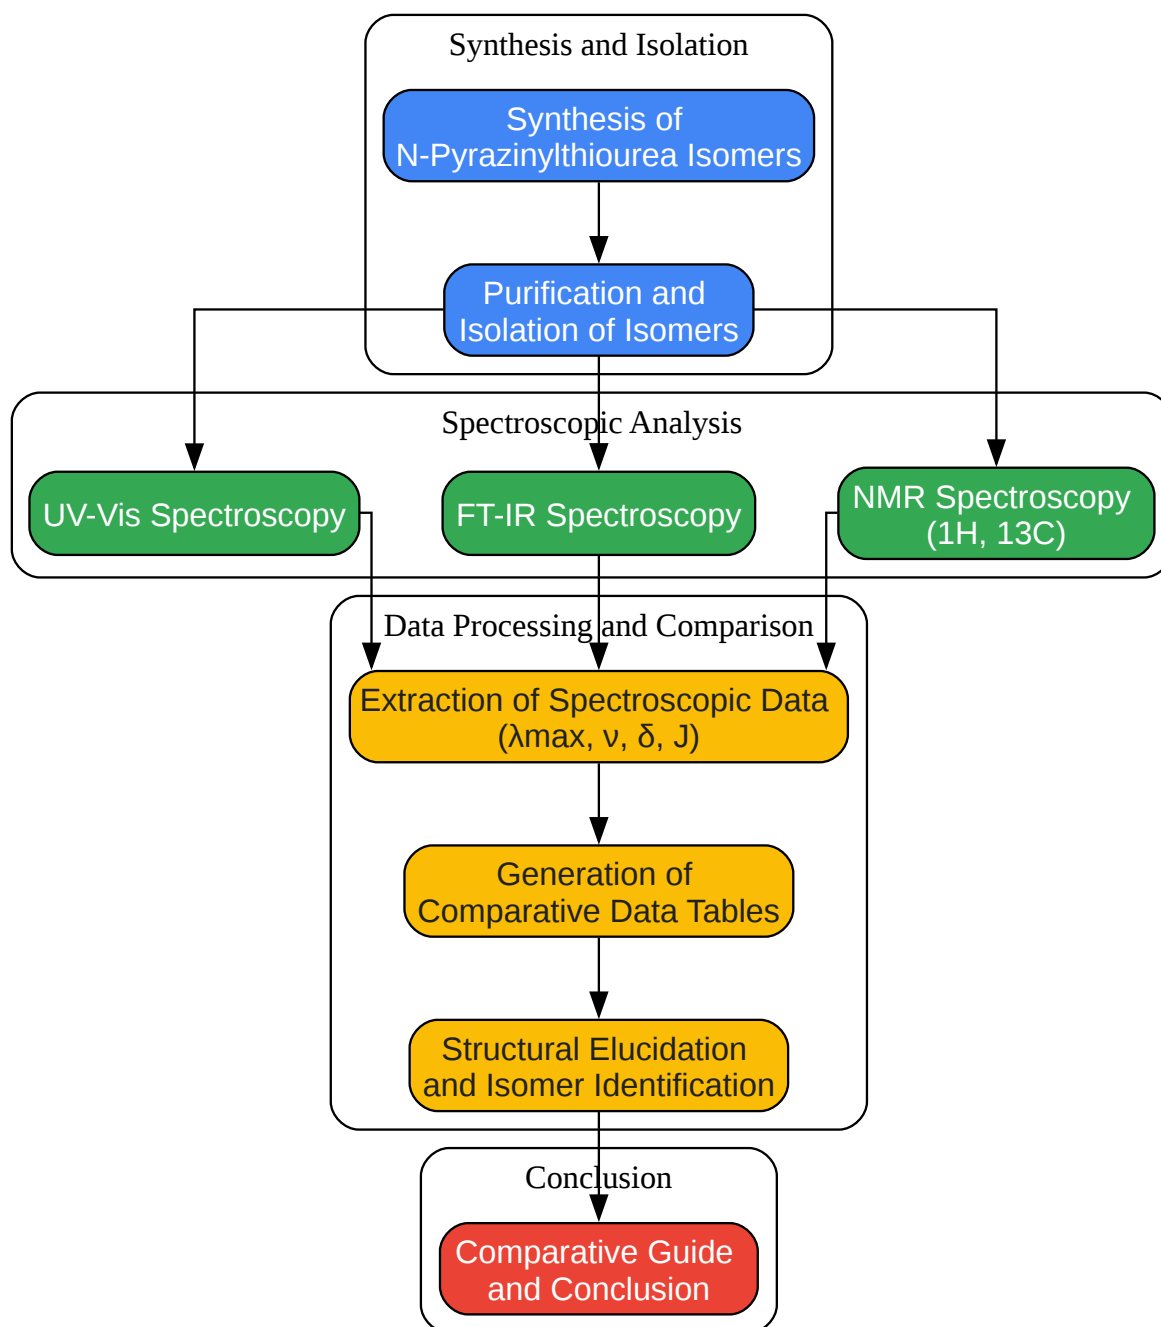 Synthesis and Isolation
Synthesis of
N-Pyrazinylthiourea Isomers
Purification and
Isolation of Isomers
Spectroscopic Analysis
UV-Vis Spectroscopy
FT-IR Spectroscopy
NMR Spectroscopy
(1H, 13C)
Data Processing and Comparison
Extraction of Spectroscopic Data
(λmax, ν, δ, J)
Generation of
Comparative Data Tables
Structural Elucidation
and Isomer Identification
Conclusion
Comparative Guide
and Conclusion